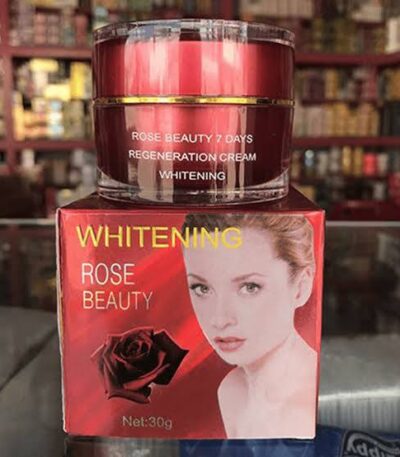 ROSE BEAUTY 7 DAYS
REGENERATION CREAM
WHITENING
WHITENING
ROSE
BEAUTY
Net:30g